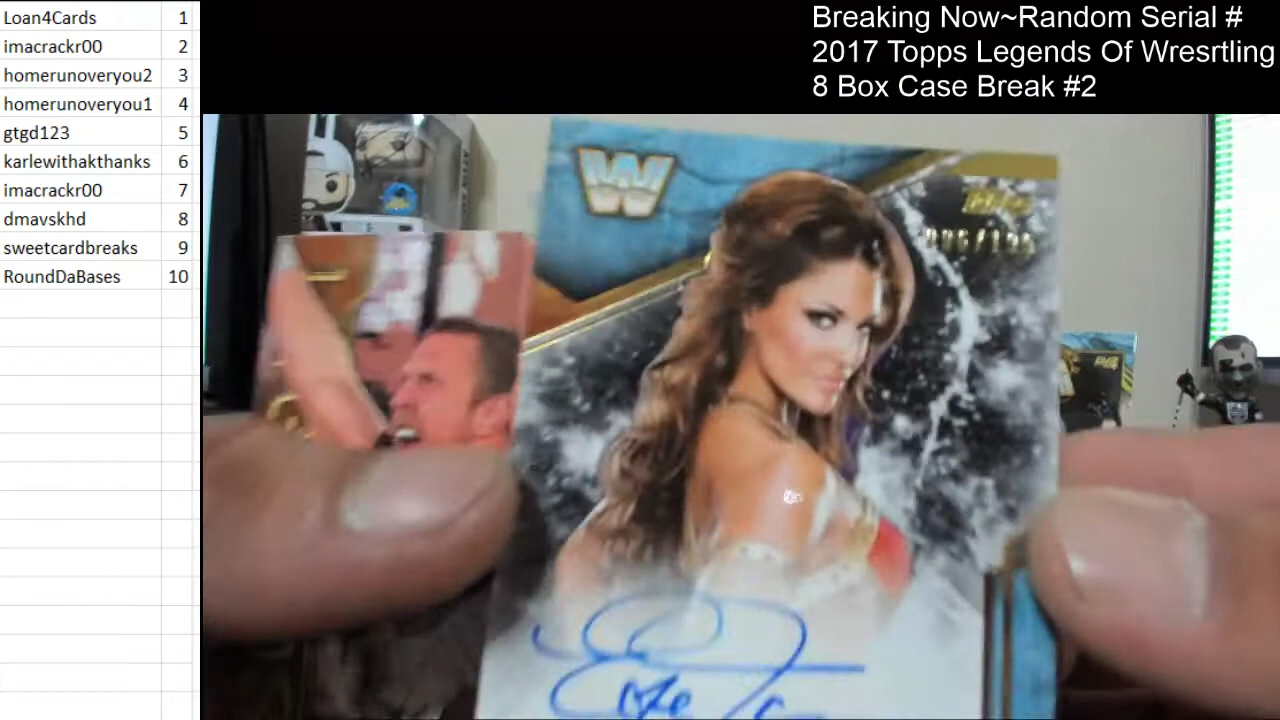 Loan4Cards 1
imacrackr00 2
homerunoveryou2 3
homerunoveryou1 4
gtgd123 5
karlewithakthanks 6
imacrackr00 7
dmavskhd 8
sweetcardbreaks 9
RoundDaBases 10
Breaking Now~Random Serial #
2017 Topps Legends Of Wresrtling
8 Box Case Break #2
W
Topps